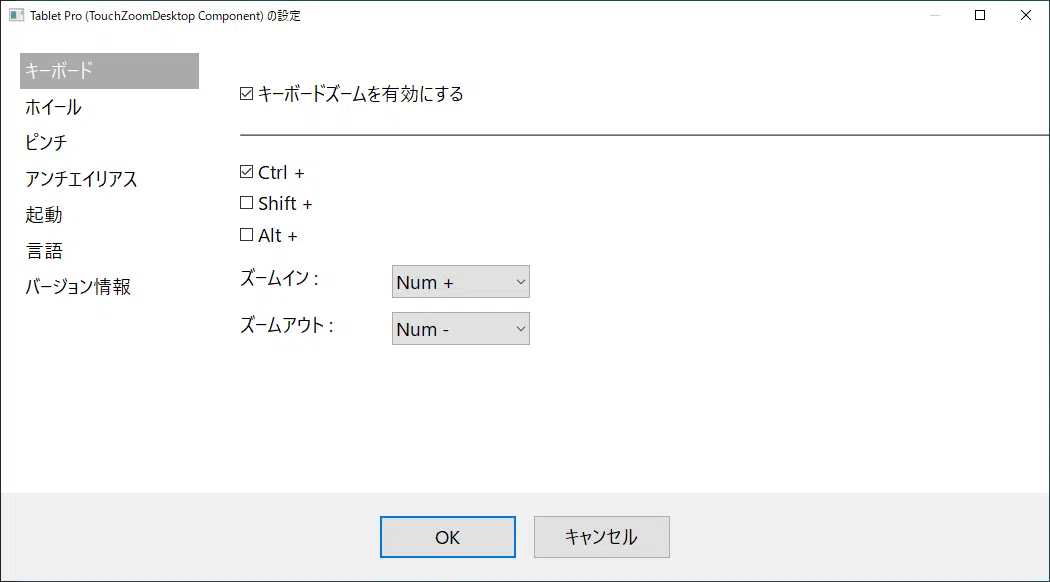 Tablet Pro (TouchZoomDesktop Component) の設定
キーボード
ホイール
ピンチ
アンチエイリアス
起動
言語
バージョン情報
キーボードズームを有効にする
Ctrl +
Shift +
Alt +
ズームイン : Num +
ズームアウト : Num -
OK キャンセル